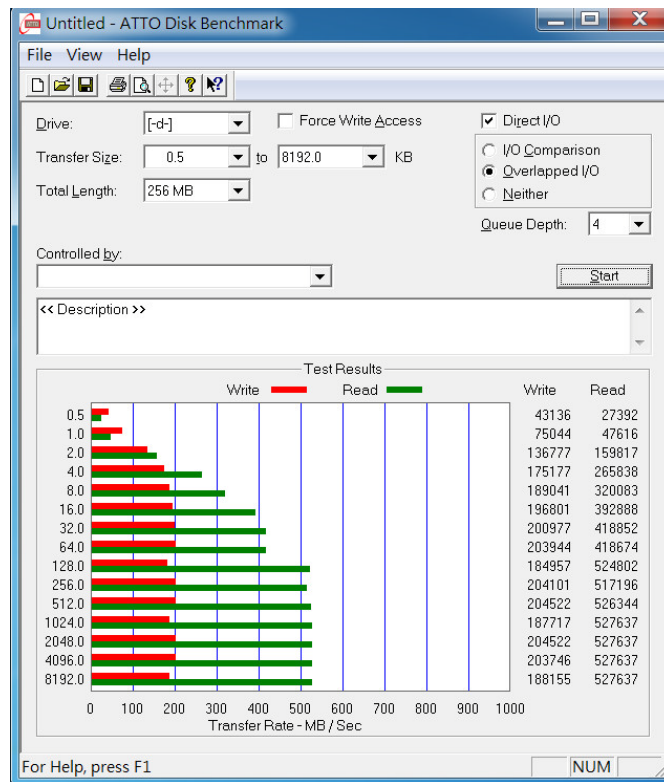 Untitled - ATTO Disk Benchmark
File View Help
Drive: [-d-] Force Write Access Direct I/O
Transfer Size: 0.5 to 8192.0 KB
I/O Comparison
Overlapped I/O
Total Length: 256 MB
Neither
Queue Depth: 4
Controlled by:
Start
<< Description >>
Test Results
Write Read Write Read
0.5 43136 27392
1.0 75044 47616
2.0 136777 159817
4.0 175177 265838
8.0 189041 320083
16.0 196801 392888
32.0 200977 418852
64.0 203944 418674
128.0 184957 524802
256.0 204101 517196
512.0 204522 526344
1024.0 187717 527637
2048.0 204522 527637
4096.0 203746 527637
8192.0 188155 527637
0 100 200 300 400 500 600 700 800 900 1000
Transfer Rate - MB / Sec
For Help, press F1 NUM